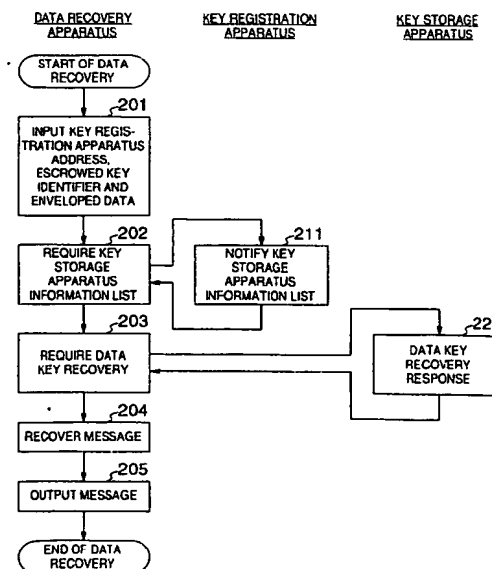 DATA RECOVERY
APPARATUS
KEY REGISTRATION
APPARATUS
KEY STORAGE
APPARATUS
START OF DATA
RECOVERY
201
INPUT KEY REGIS-
TRATION APPARATUS
ADDRESS,
ESCROWED KEY
IDENTIFIER AND
ENVELOPED DATA
202
REQUIRE KEY
STORAGE
APPARATUS
INFORMATION LIST
211
NOTIFY KEY
STORAGE
APPARATUS
INFORMATION LIST
203
REQUIRE DATA
KEY RECOVERY
22
DATA KEY
RECOVERY
RESPONSE
204
RECOVER MESSAGE
205
OUTPUT MESSAGE
END OF DATA
RECOVERY